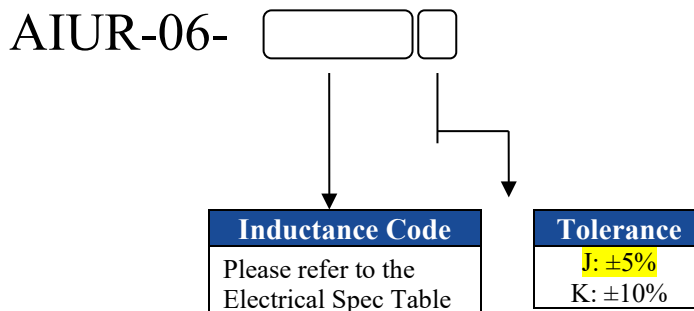 AIUR-06-
Inductance Code
Please refer to the
Electrical Spec Table
Tolerance
J: ±5%
K: ±10%